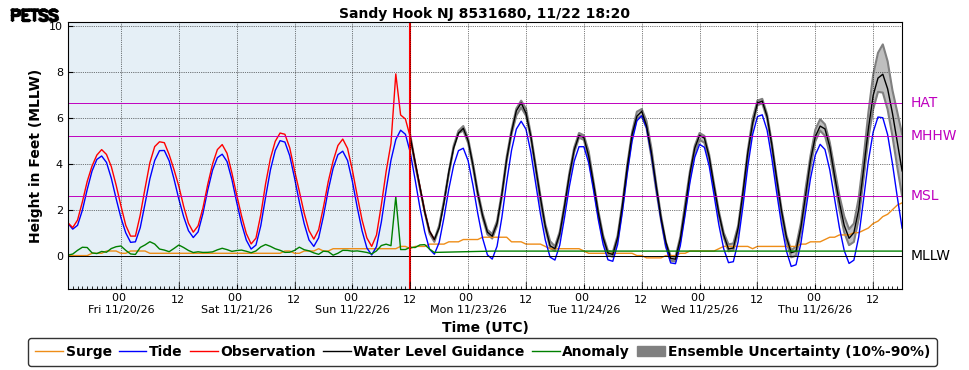 PETSS
Sandy Hook NJ 8531680, 11/22 18:20
Height in Feet (MLLW)
10
8
6
4
2
0
HAT
MHHW
MSL
MLLW
00 12 00 12 00 12 00 12 00 12 00 12 00 12
Fri 11/20/26 Sat 11/21/26 Sun 11/22/26 Mon 11/23/26 Tue 11/24/26 Wed 11/25/26 Thu 11/26/26
Time (UTC)
Surge Tide Observation Water Level Guidance Anomaly Ensemble Uncertainty (10%-90%)